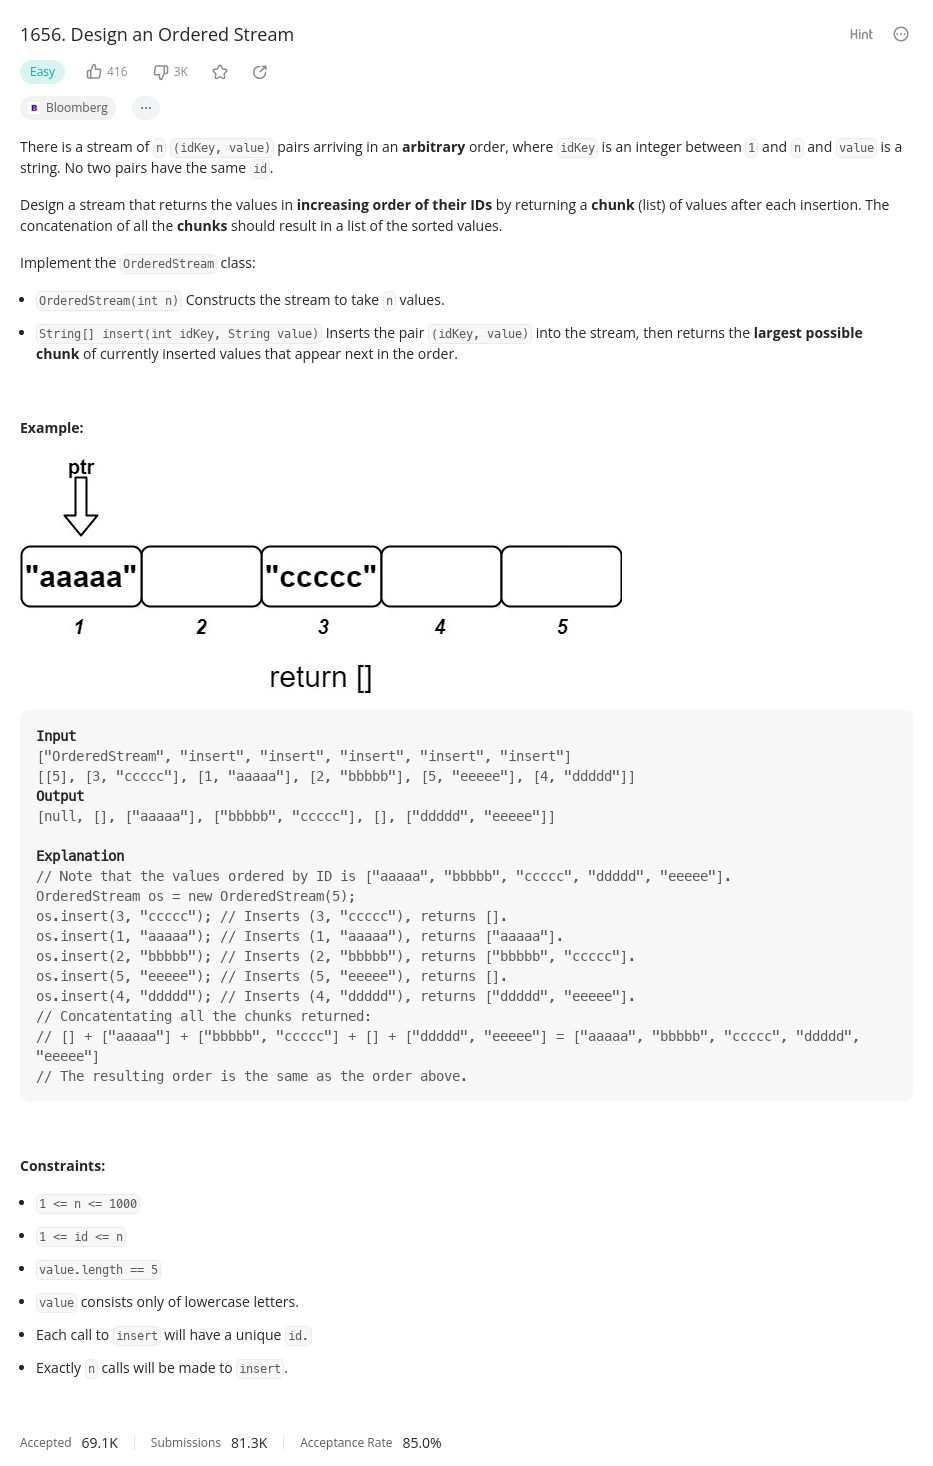 1656. Design an Ordered Stream
Hint
Easy
416
3K
B Bloomberg
...
There is a stream of n (idKey, value) pairs arriving in an arbitrary order, where idKey is an integer between 1 and n and value is a
string. No two pairs have the same id.
Design a stream that returns the values in increasing order of their IDs by returning a chunk (list) of values after each insertion. The
concatenation of all the chunks should result in a list of the sorted values.
Implement the OrderedStream class:
• OrderedStream(int n) Constructs the stream to take n values.
• String[] insert(int idKey, String value) Inserts the pair (idKey, value) into the stream, then returns the largest possible
chunk of currently inserted values that appear next in the order.
Example:
ptr
"aaaaa" "ccccc"
1 2 3 4 5
return []
Input
["OrderedStream", "insert", "insert", "insert", "insert", "insert"]
[[5], [3, "ccccc"], [1, "aaaaa"], [2, "bbbbb"], [5, "eeeee"], [4, "ddddd"]]
Output
[null, [], ["aaaaa"], ["bbbbb", "ccccc"], [], ["ddddd", "eeeee"]]
Explanation
// Note that the values ordered by ID is ["aaaaa", "bbbbb", "ccccc", "ddddd", "eeeee"].
OrderedStream os = new OrderedStream(5);
os.insert(3, "ccccc"); // Inserts (3, "ccccc"), returns [].
os.insert(1, "aaaaa"); // Inserts (1, "aaaaa"), returns ["aaaaa"].
os.insert(2, "bbbbb"); // Inserts (2, "bbbbb"), returns ["bbbbb", "ccccc"].
os.insert(5, "eeeee"); // Inserts (5, "eeeee"), returns [].
os.insert(4, "ddddd"); // Inserts (4, "ddddd"), returns ["ddddd", "eeeee"].
// Concatentating all the chunks returned:
// [] + ["aaaaa"] + ["bbbbb", "ccccc"] + [] + ["ddddd", "eeeee"] = ["aaaaa", "bbbbb", "ccccc", "ddddd",
"eeeee"]
// The resulting order is the same as the order above.
Constraints:
• 1 <= n <= 1000
• 1 <= id <= n
• value.length == 5
• value consists only of lowercase letters.
• Each call to insert will have a unique id.
• Exactly n calls will be made to insert.
Accepted 69.1K Submissions 81.3K Acceptance Rate 85.0%